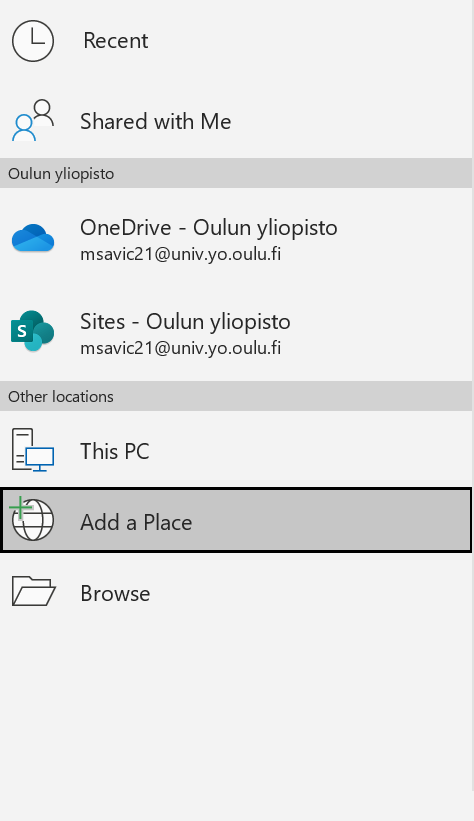 Recent
Shared with Me
Oulun yliopisto
OneDrive - Oulun yliopisto
msavic21@univ.yo.oulu.fi
S
Sites - Oulun yliopisto
msavic21@univ.yo.oulu.fi
Other locations
This PC
Add a Place
Browse